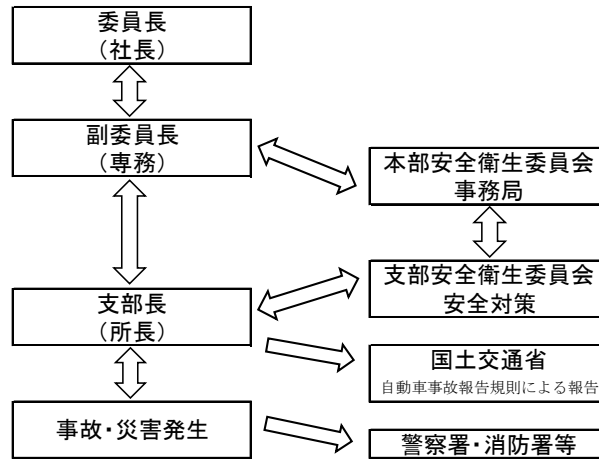 委員長
（社長）
副委員長
（専務）
本部安全衛生委員会
事務局
支部安全衛生委員会
安全対策
支部長
（所長）
国土交通省
自動車事故報告規則による報告
事故・災害発生
警察署・消防署等